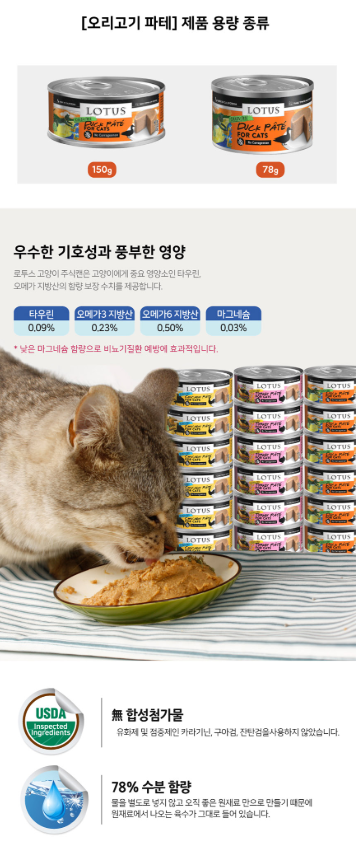 [오리고기 파테] 제품 용량 종류
LOTUS
DUCK PÂTÉ
FOR CATS
No Carrageenan
LOTUS
DUCK PÂTÉ
FOR CATS
No Carrageenan
150g
78g
우수한 기호성과 풍부한 영양
로투스 고양이 주식캔은 고양이에게 중요 영양소인 타우린,
오메가 지방산의 함량 보장 수치를 제공합니다.
타우린 오메가3 지방산 오메가6 지방산 마그네슘
0.09% 0.23% 0.50% 0.03%
* 낮은 마그네슘 함량으로 비뇨기질환 예방에 효과적입니다.
LOTUS LOTUS LOTUS
USDA
Inspected
Ingredients
無 합성첨가물
유화제 및 점증제인 카라기닌, 구아검, 잔탄검을사용하지 않았습니다.
78% 수분 함량
물을 별도로 넣지 않고 오직 좋은 원재료 만으로 만들기 때문에
원재료에서 나오는 육수가 그대로 들어 있습니다.